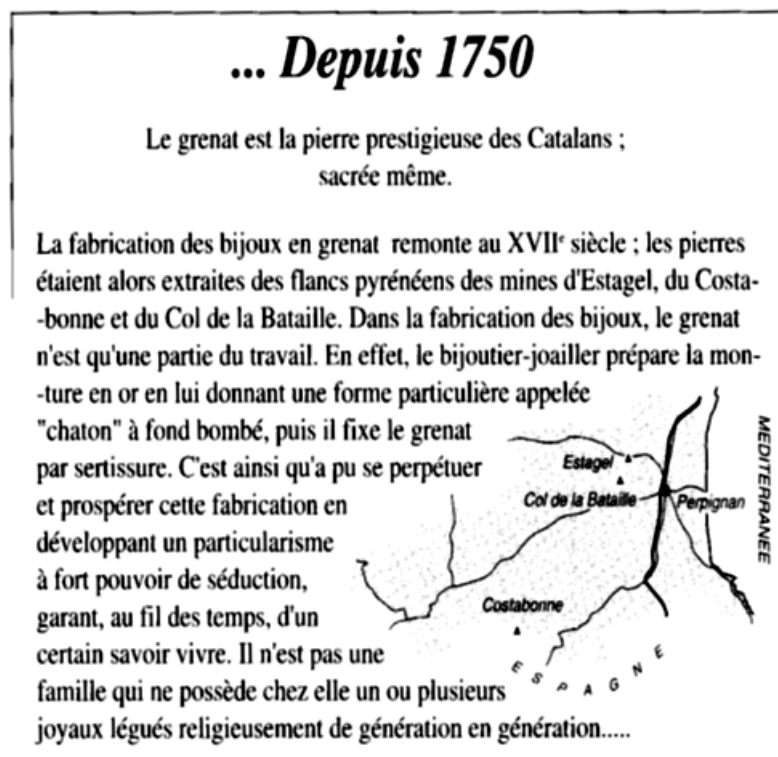 ... Depuis 1750
Le grenat est la pierre prestigieuse des Catalans ;
sacrée même.
La fabrication des bijoux en grenat remonte au XVIIe siècle ; les pierres
étaient alors extraites des flancs pyrénéens des mines d'Estagel, du Costa-
-bonne et du Col de la Bataille. Dans la fabrication des bijoux, le grenat
n'est qu'une partie du travail. En effet, le bijoutier-joailler prépare la mon-
-ture en or en lui donnant une forme particulière appelée
"chaton" à fond bombé, puis il fixe le grenat
par sertissure. C'est ainsi qu'a pu se perpétuer
et prospérer cette fabrication en
développant un particularisme
à fort pouvoir de séduction,
garant, au fil des temps, d'un
certain savoir vivre. Il n'est pas une
famille qui ne possède chez elle un ou plusieurs
joyaux légués religieusement de génération en génération.....
Estagel
Col de la Bataille
Perpignan
MEDITERRANEE
Costabonne
ESPAGNE